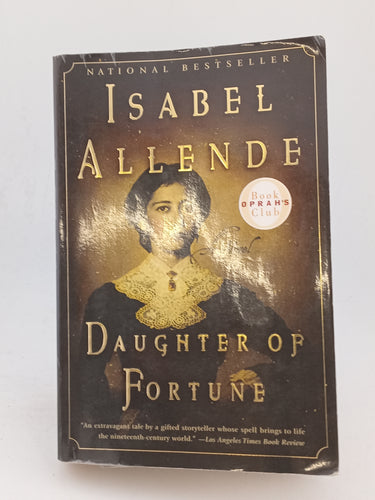 NATIONAL BESTSELLER
ISABEL
ALLENDE
Book
OPRAH'S
Club
novel
DAUGHTER OF
FORTUNE
"An extravagant tale by a gifted storyteller whose spell brings to life
the nineteenth-century world." —Los Angeles Times Book Review